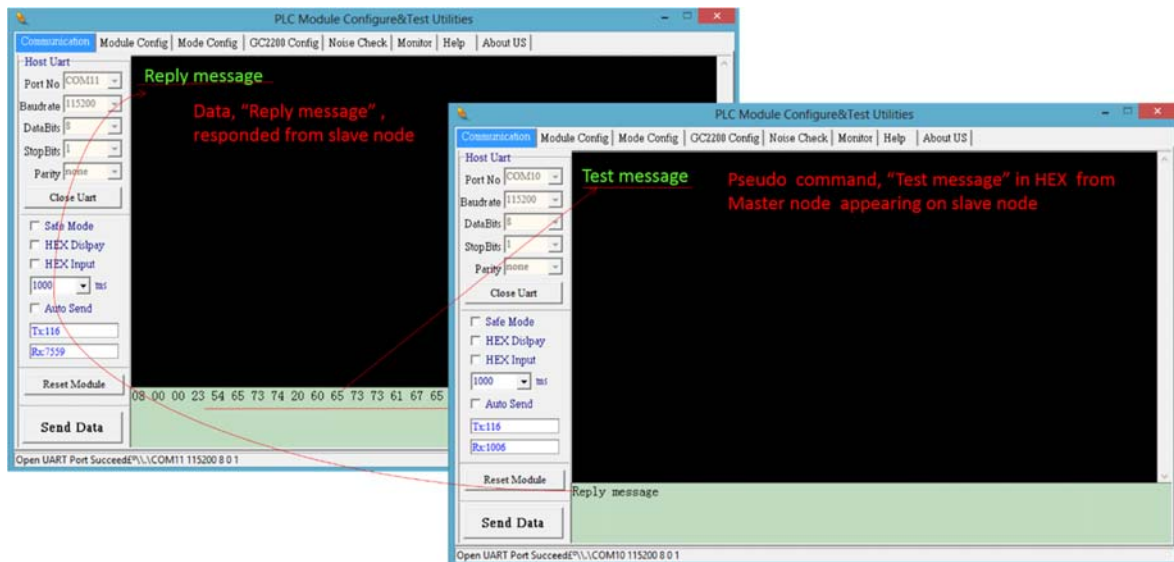 PLC Module Configure&Test Utilities
Communication Module Config Mode Config GC2200 Config Noise Check Monitor Help About US
Host Uart
Port No COM11
Baudrate 115200
DataBits 8
StopBits 1
Parity none
Close Uart
Safe Mode
HEX Dislpay
HEX Input
1000 ms
Auto Send
Tx:116
Rx:7559
Reset Module
Send Data
Reply message
Data, “Reply message” ,
responded from slave node
08 00 00 23 54 65 73 74 20 60 65 73 73 61 67 65
Open UART Port Succeed£º\\.\COM11 115200 8 0 1
PLC Module Configure&Test Utilities
Communication Module Config Mode Config GC2200 Config Noise Check Monitor Help About US
Host Uart
Port No COM10
Baudrate 115200
DataBits 8
StopBits 1
Parity none
Close Uart
Safe Mode
HEX Dislpay
HEX Input
1000 ms
Auto Send
Tx:116
Rx:1006
Reset Module
Send Data
Test message
Pseudo command, “Test message” in HEX from
Master node appearing on slave node
Reply message
Open UART Port Succeed£º\\.\COM10 115200 8 0 1